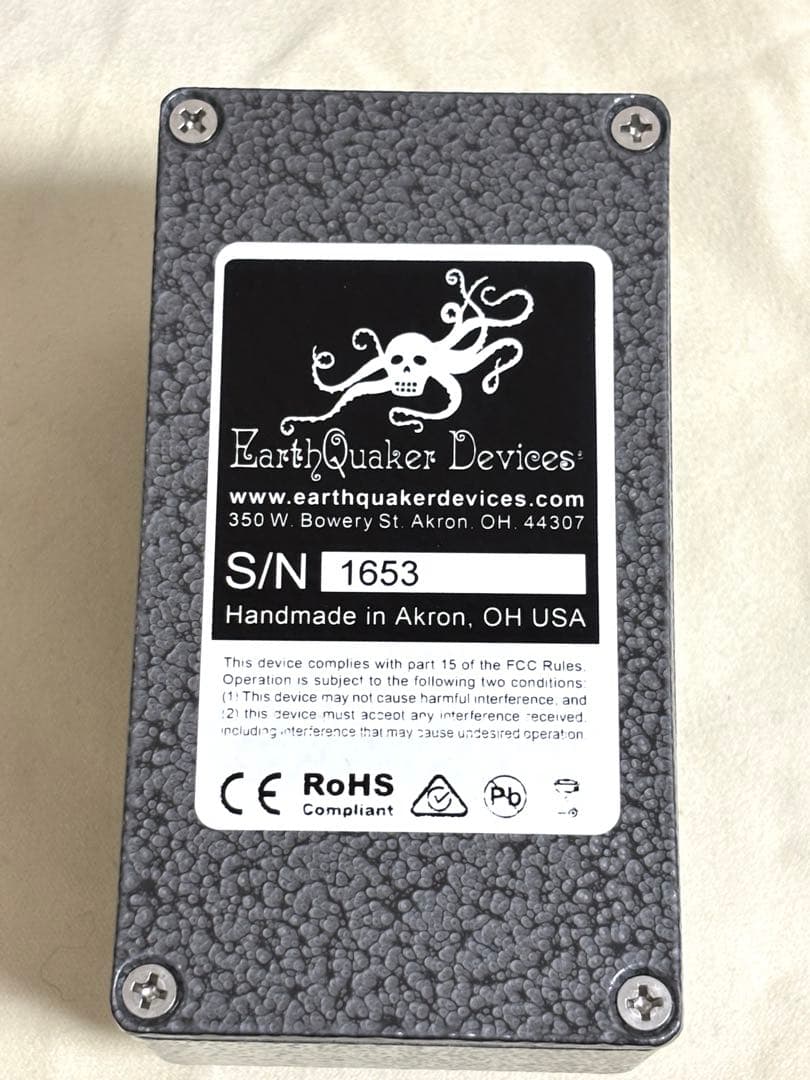 EarthQuaker Devices
www.earthquakerdevices.com
350 W. Bowery St. Akron. OH. 44307
S/N 1653
Handmade in Akron, OH USA
This device complies with part 15 of the FCC Rules.
Operation is subject to the following two conditions:
(1) This device may not cause harmful interference, and
(2) this device must accept any interference received,
including interference that may cause undesired operation.
CE RoHS Pb
Compliant